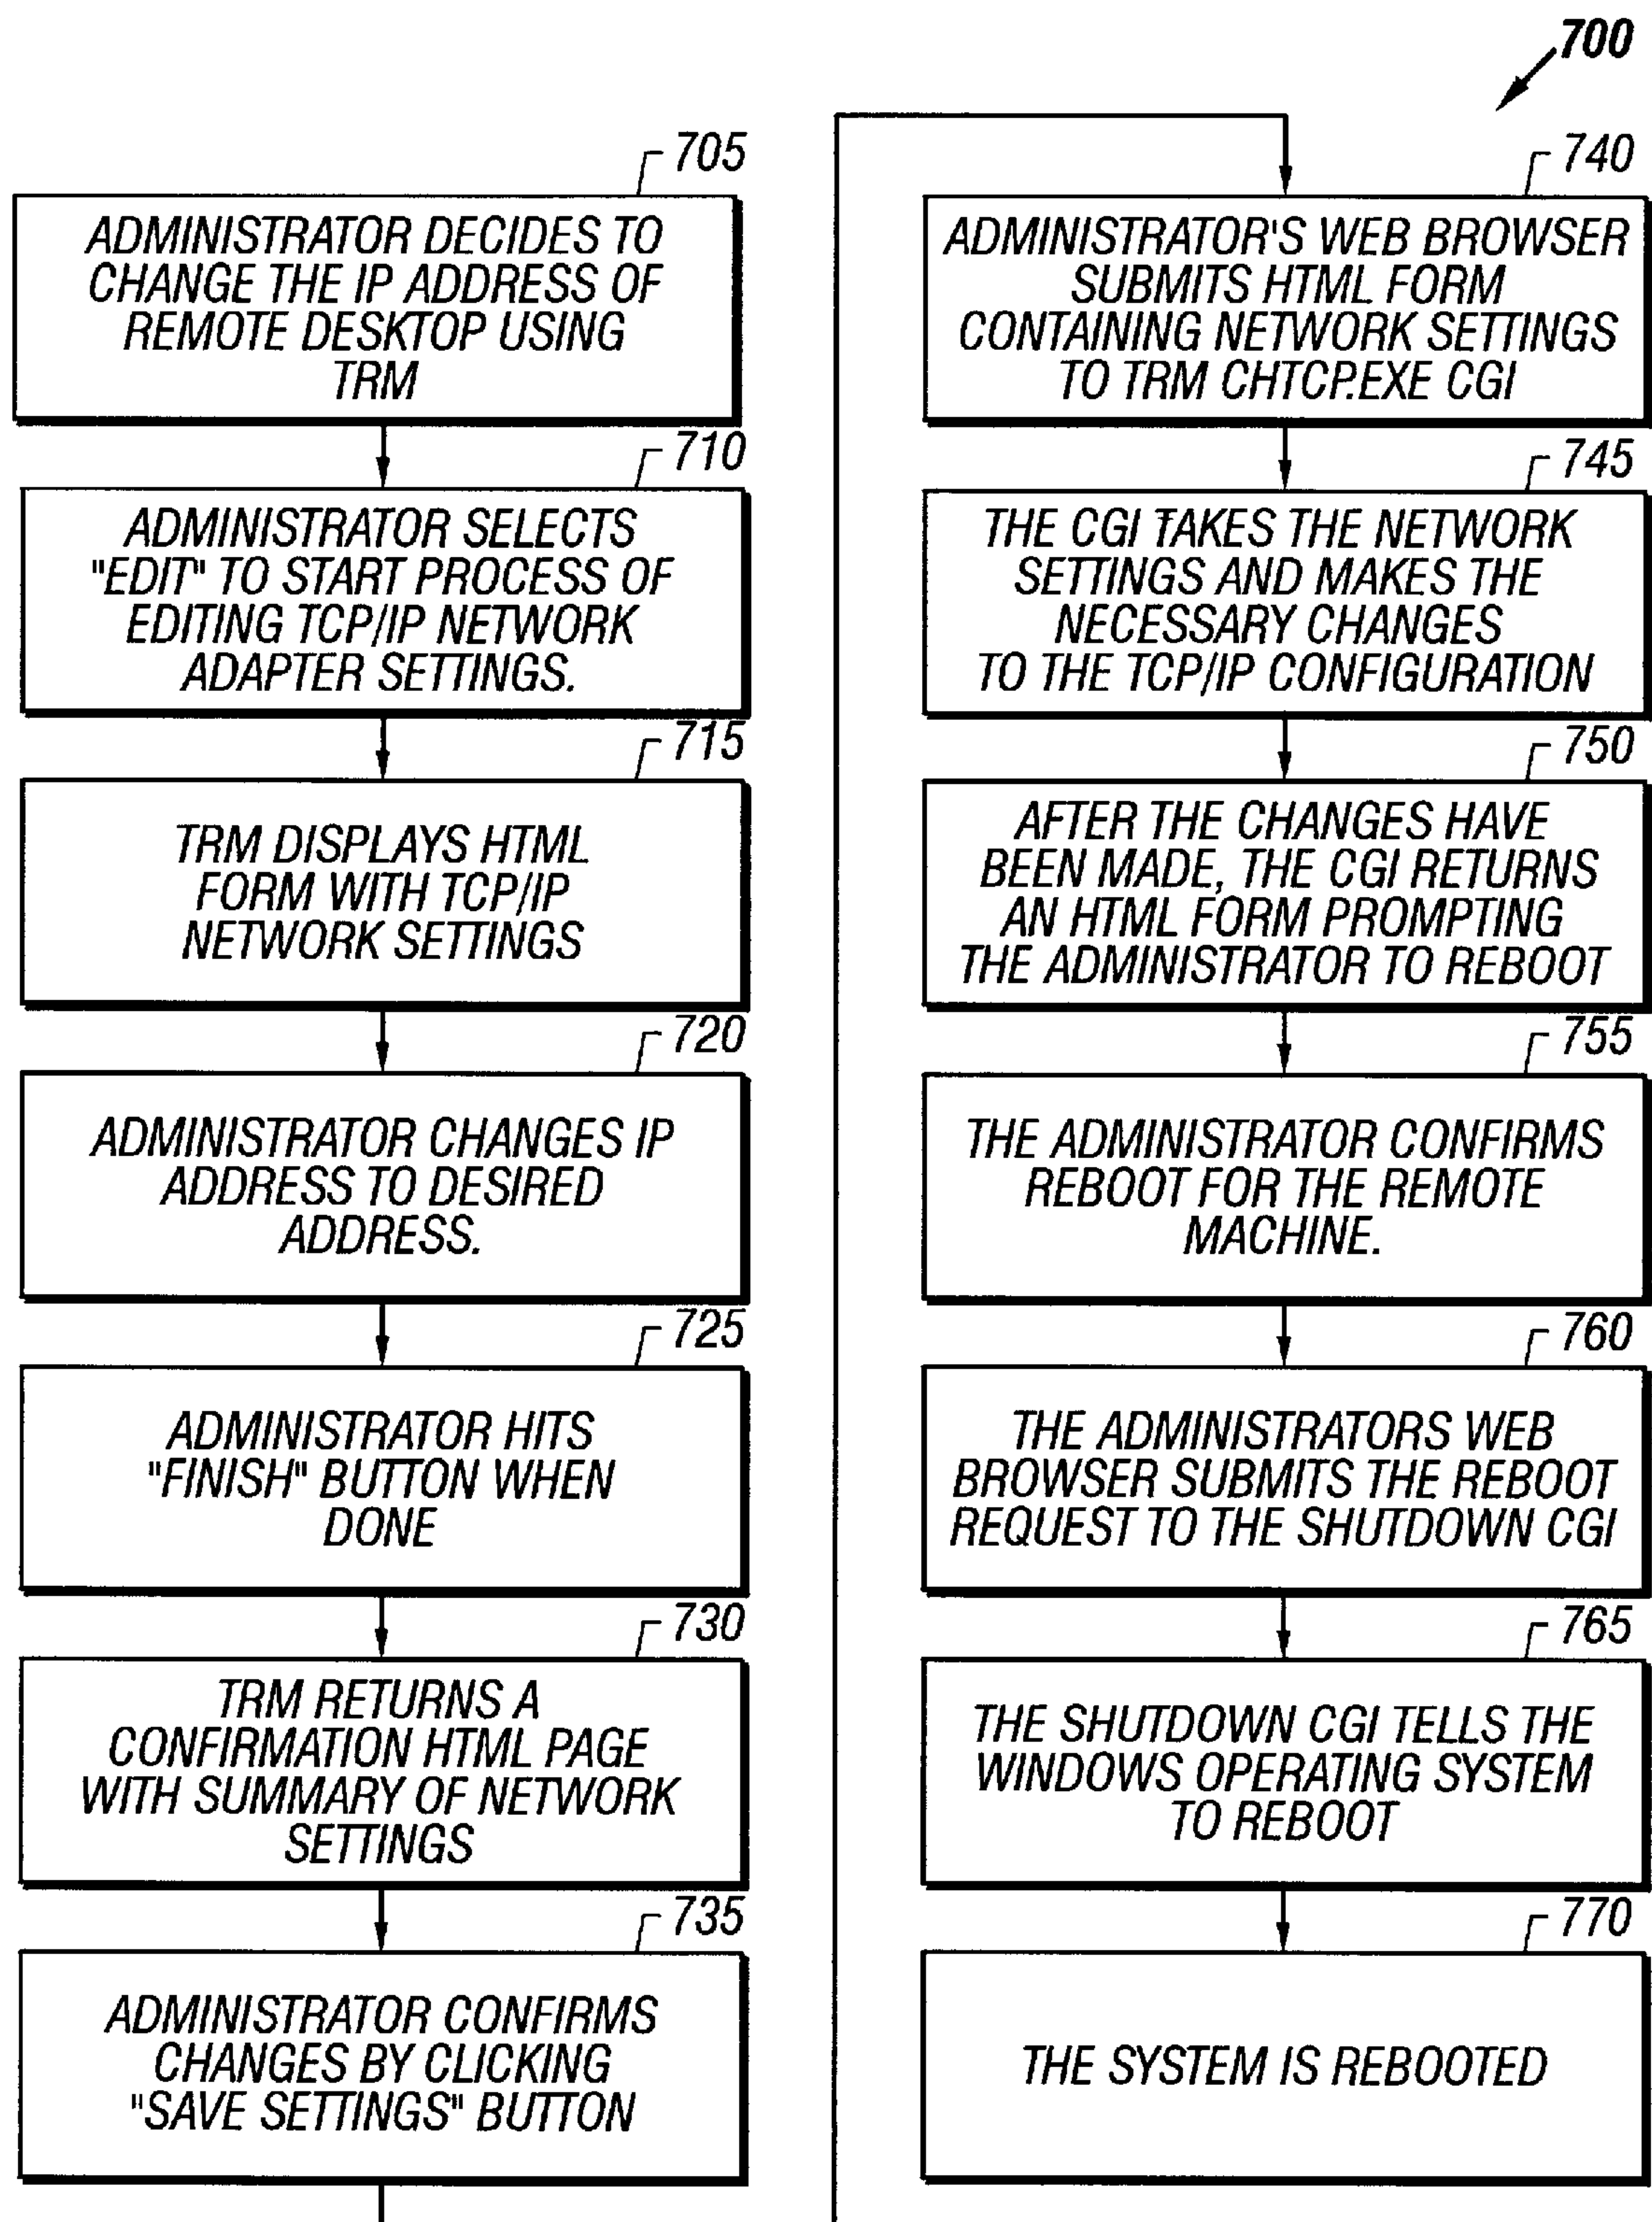 700
705
ADMINISTRATOR DECIDES TO
CHANGE THE IP ADDRESS OF
REMOTE DESKTOP USING
TRM
710
ADMINISTRATOR SELECTS
"EDIT" TO START PROCESS OF
EDITING TCP/IP NETWORK
ADAPTER SETTINGS.
715
TRM DISPLAYS HTML
FORM WITH TCP/IP
NETWORK SETTINGS
720
ADMINISTRATOR CHANGES IP
ADDRESS TO DESIRED
ADDRESS.
725
ADMINISTRATOR HITS
"FINISH" BUTTON WHEN
DONE
730
TRM RETURNS A
CONFIRMATION HTML PAGE
WITH SUMMARY OF NETWORK
SETTINGS
735
ADMINISTRATOR CONFIRMS
CHANGES BY CLICKING
"SAVE SETTINGS" BUTTON
740
ADMINISTRATOR'S WEB BROWSER
SUBMITS HTML FORM
CONTAINING NETWORK SETTINGS
TO TRM CHTCP.EXE CGI
745
THE CGI TAKES THE NETWORK
SETTINGS AND MAKES THE
NECESSARY CHANGES
TO THE TCP/IP CONFIGURATION
750
AFTER THE CHANGES HAVE
BEEN MADE, THE CGI RETURNS
AN HTML FORM PROMPTING
THE ADMINISTRATOR TO REBOOT
755
THE ADMINISTRATOR CONFIRMS
REBOOT FOR THE REMOTE
MACHINE.
760
THE ADMINISTRATORS WEB
BROWSER SUBMITS THE REBOOT
REQUEST TO THE SHUTDOWN CGI
765
THE SHUTDOWN CGI TELLS THE
WINDOWS OPERATING SYSTEM
TO REBOOT
770
THE SYSTEM IS REBOOTED